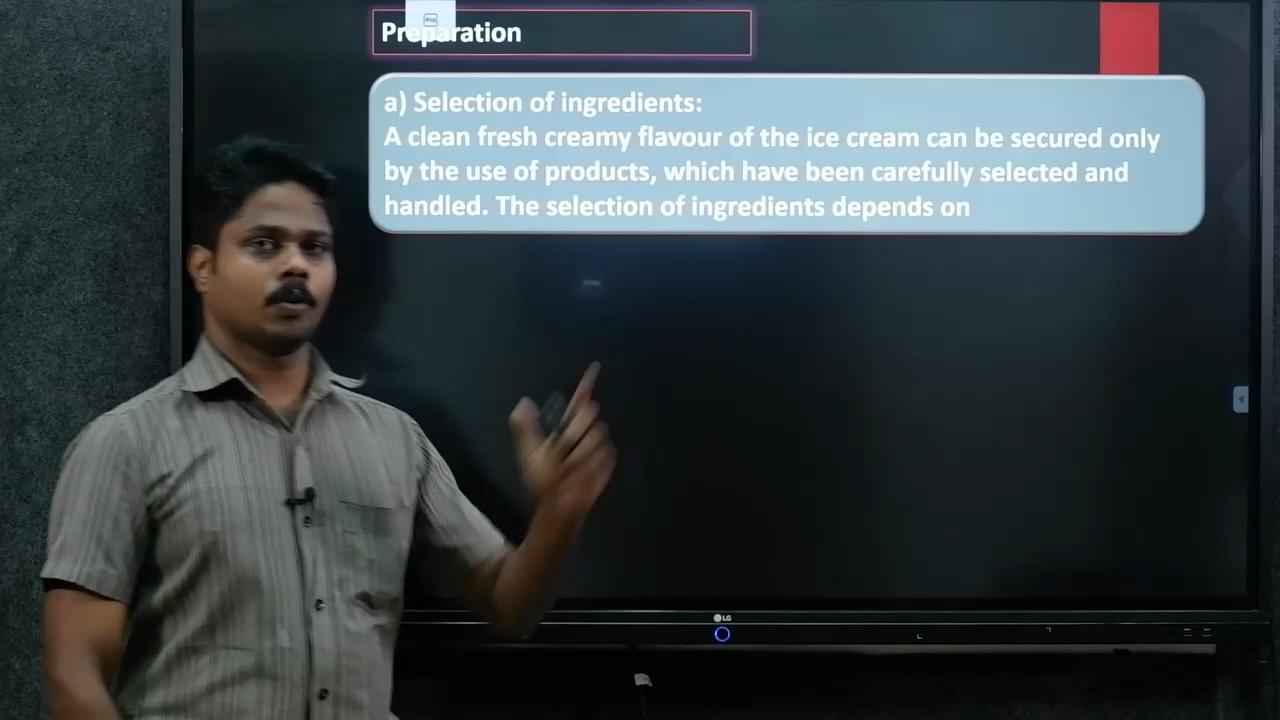 Preparation
a) Selection of ingredients:
A clean fresh creamy flavour of the ice cream can be secured only
by the use of products, which have been carefully selected and
handled. The selection of ingredients depends on
LG